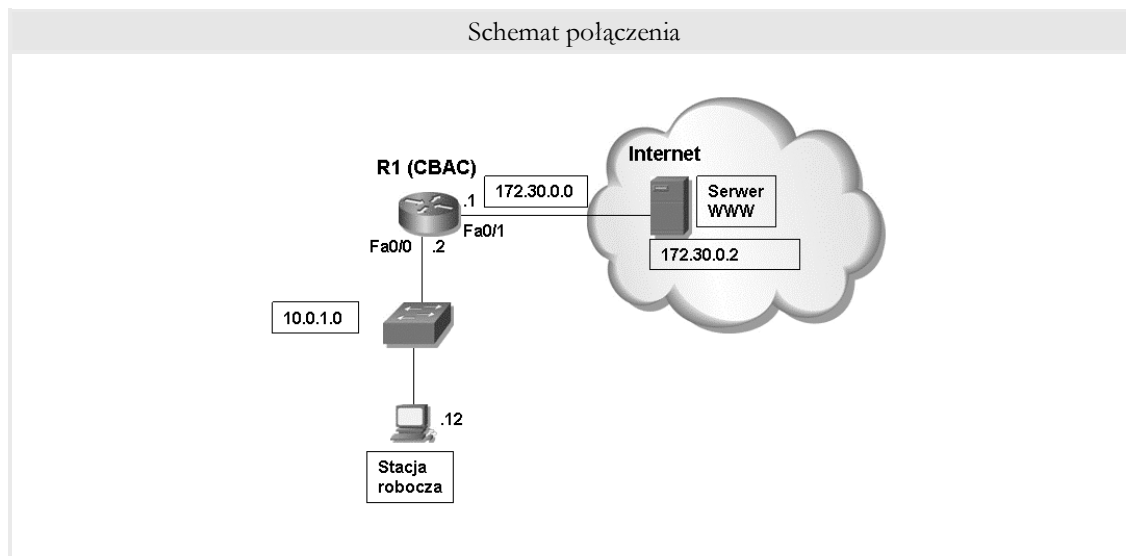 Schemat połączenia
Internet
R1 (CBAC)
172.30.0.0
Serwer
WWW
.1
Fa0/1
Fa0/0
.2
172.30.0.2
10.0.1.0
.12
Stacja
robocza